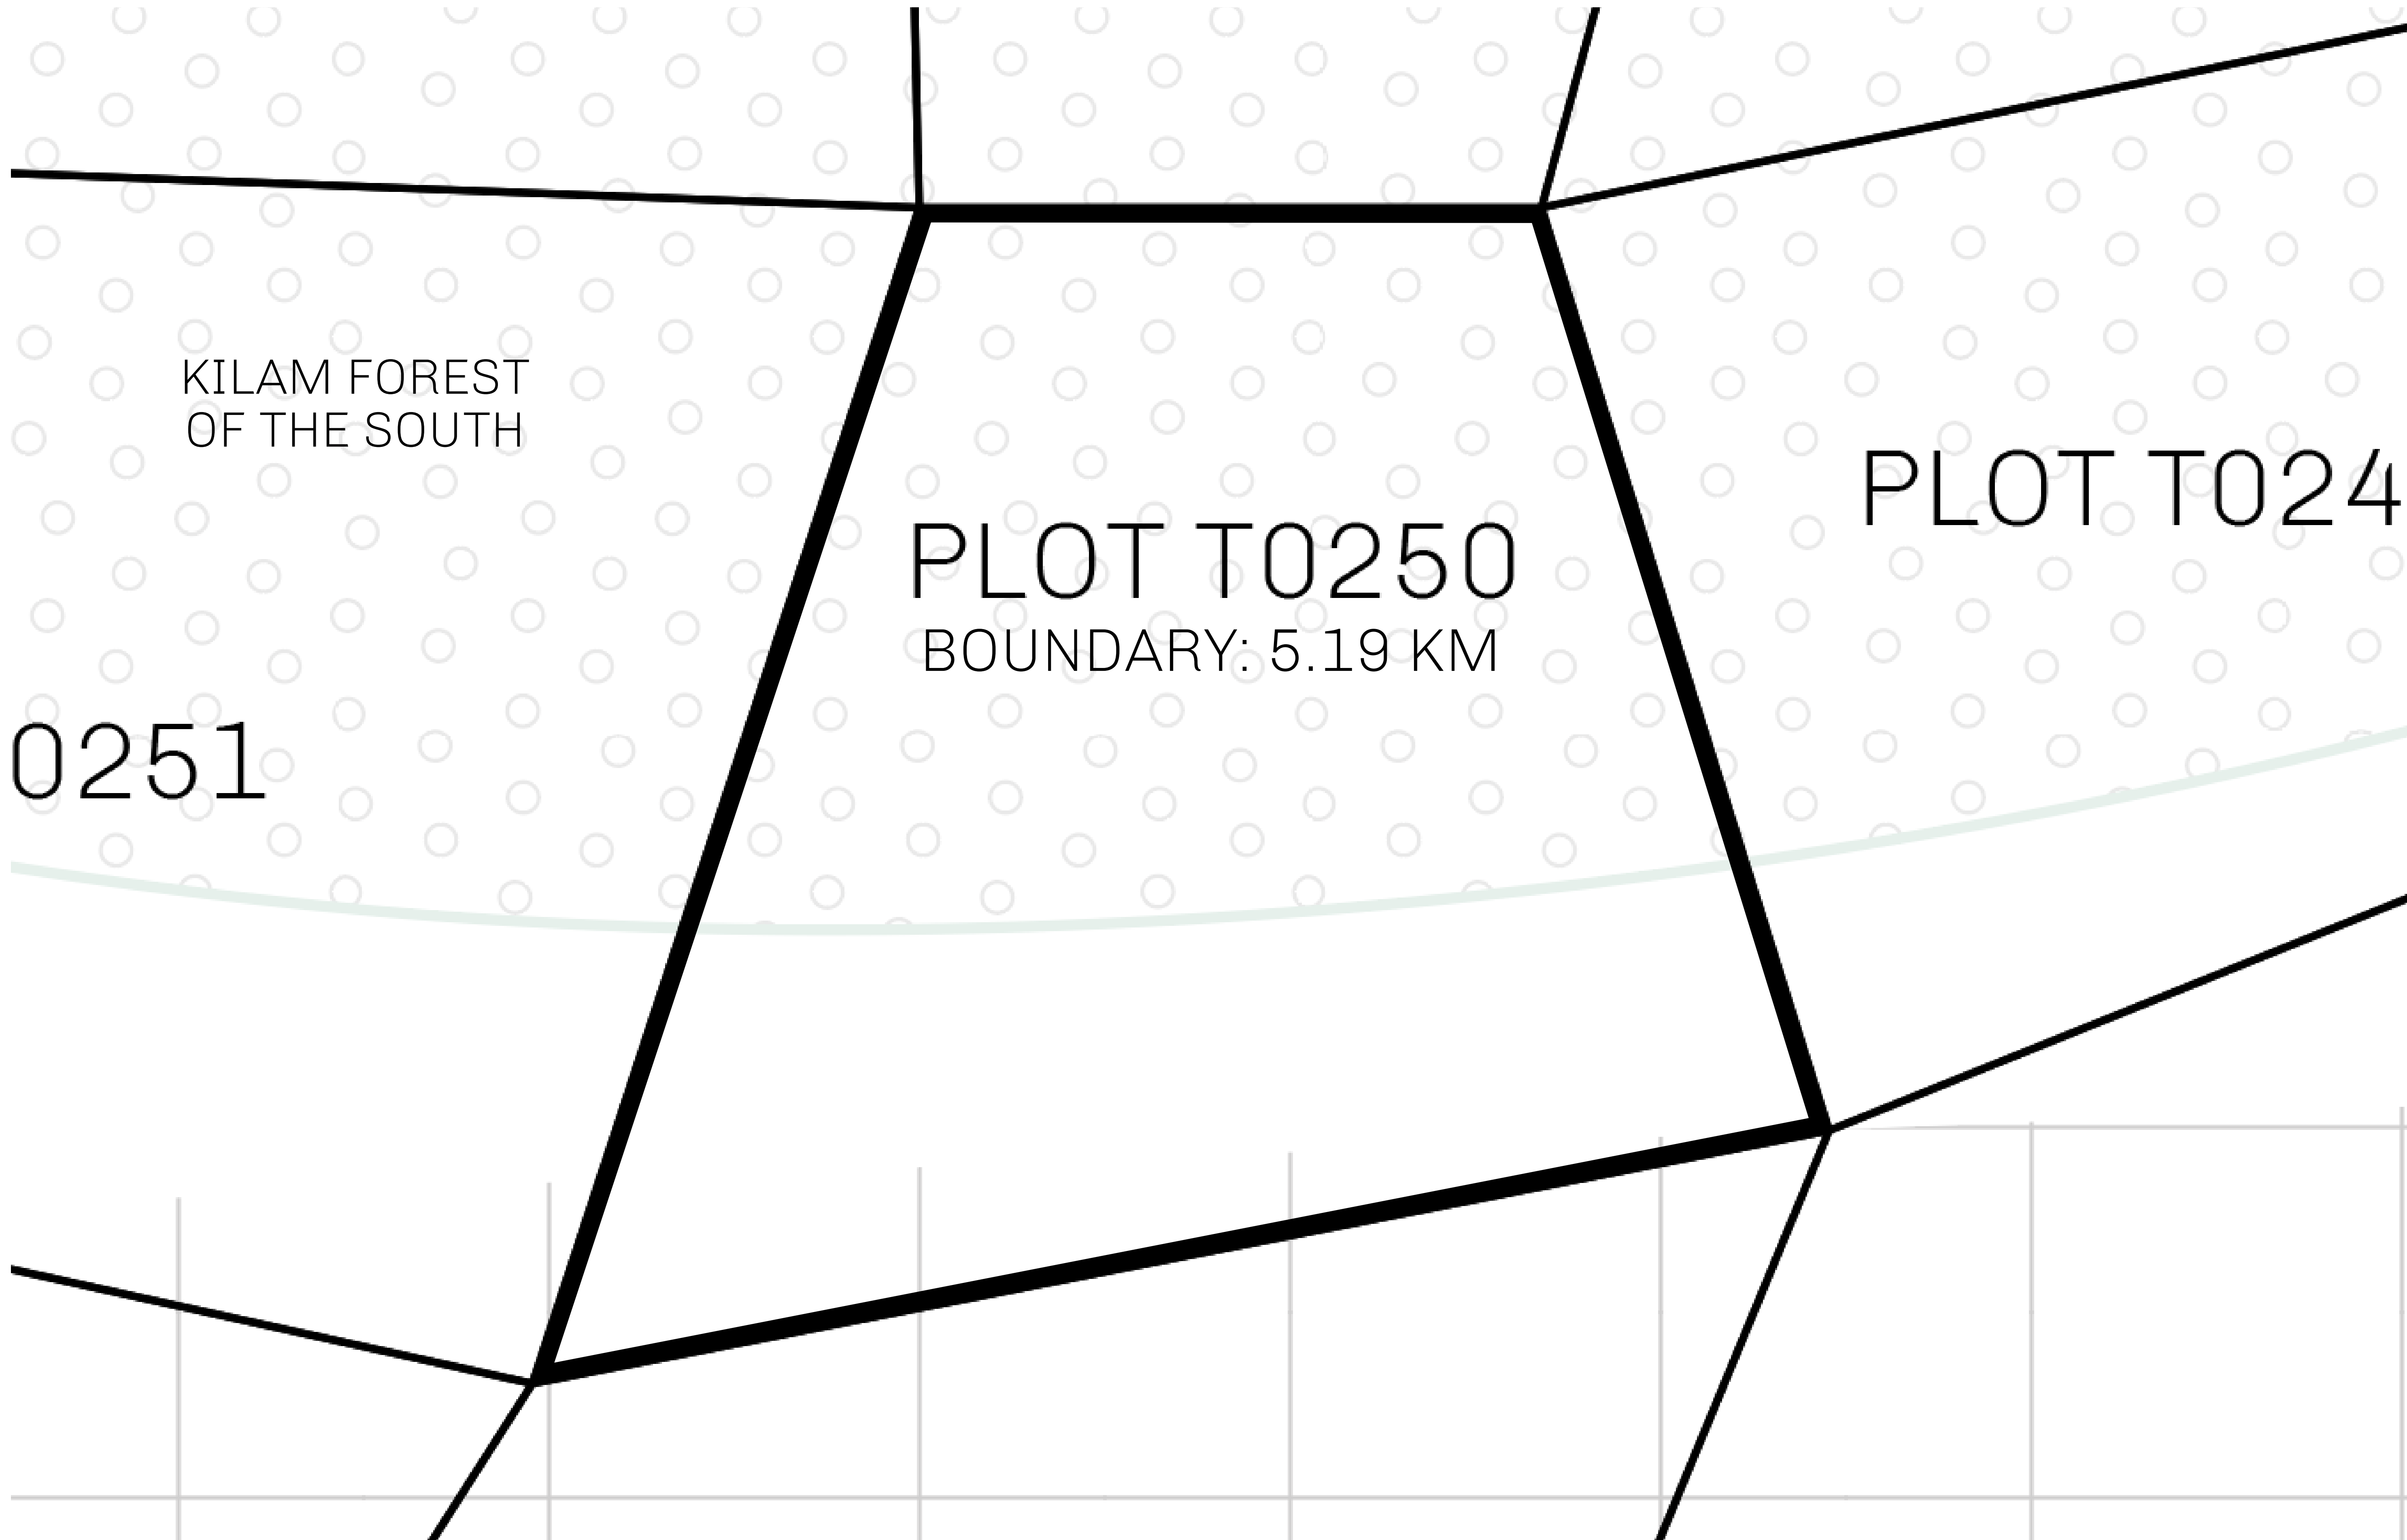 KILAM FOREST
OF THE SOUTH
PLOT T024
PLOT T0250
BOUNDARY: 5.19 KM
0251